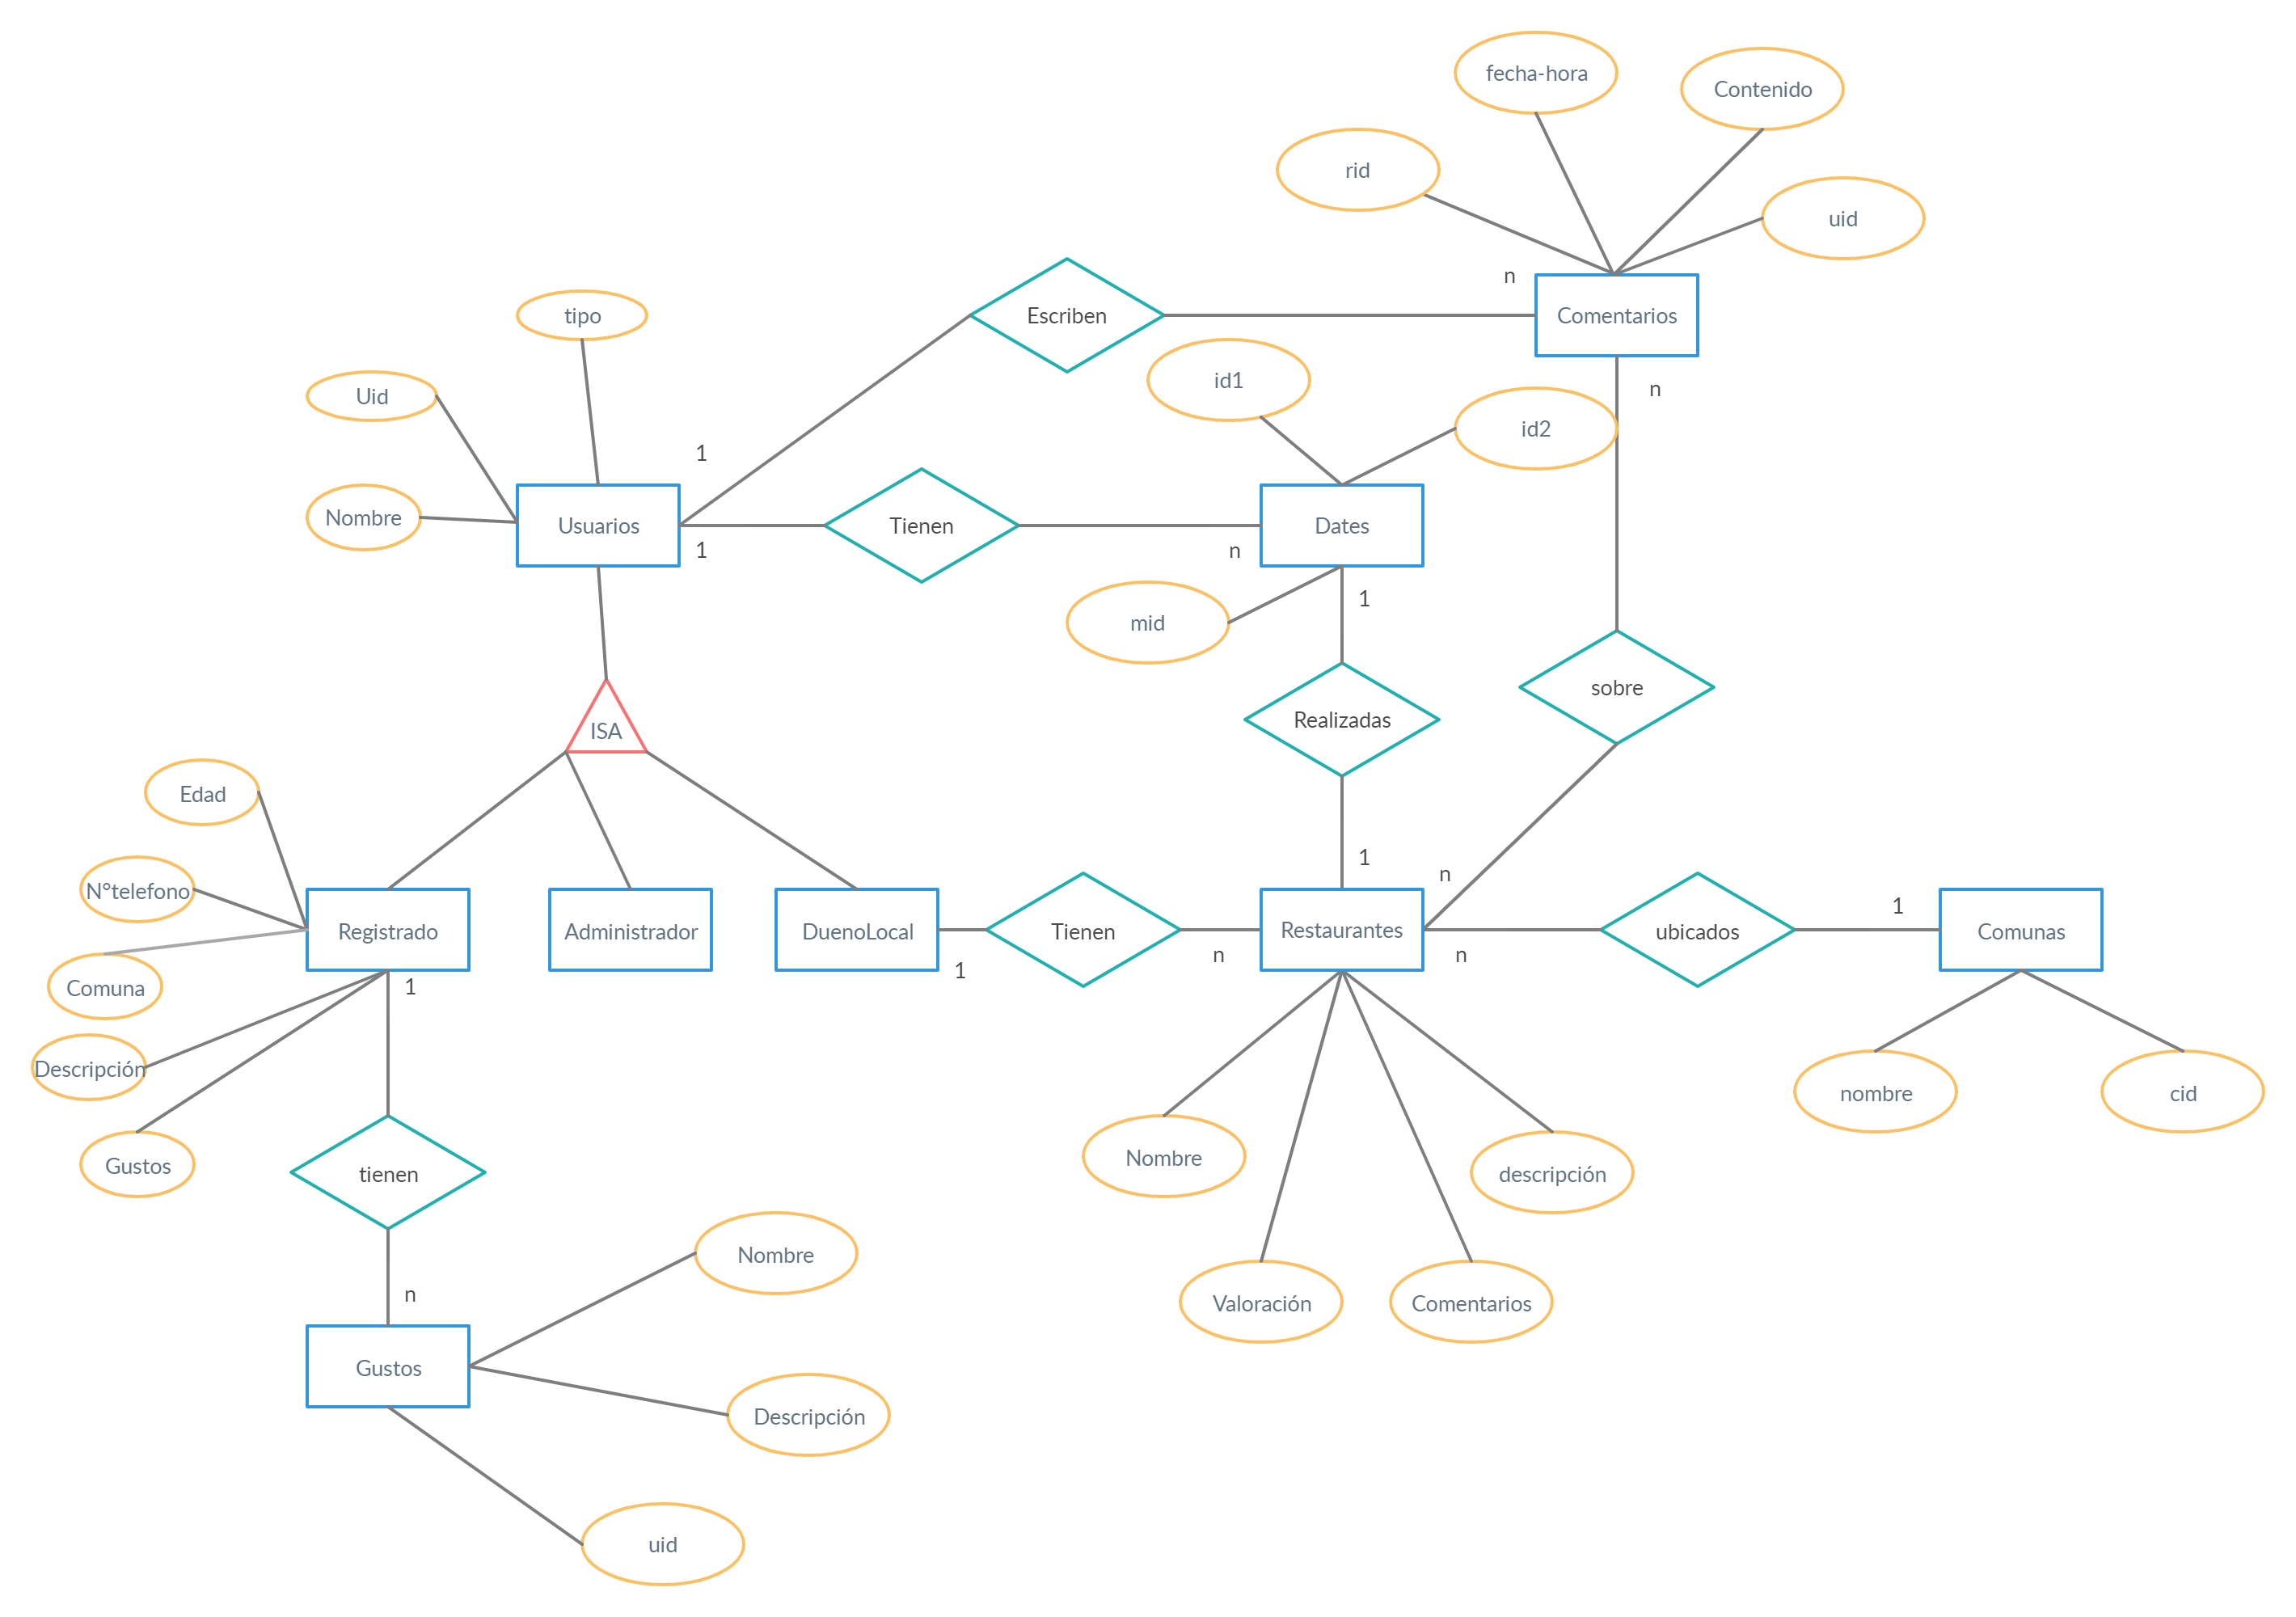 fecha-hora
Contenido
rid
uid
n
Escriben
Comentarios
tipo
id1
n
Uid
id2
1
Nombre
Usuarios
Tienen
Dates
1
n
1
mid
sobre
Realizadas
ISA
Edad
1
n
N°telefono
1
Registrado
Administrador
DuenoLocal
Tienen
Restaurantes
ubicados
Comunas
n
n
1
Comuna
1
Descripción
nombre
cid
Nombre
Gustos
tienen
descripción
Nombre
n
Valoración
Comentarios
Gustos
Descripción
uid